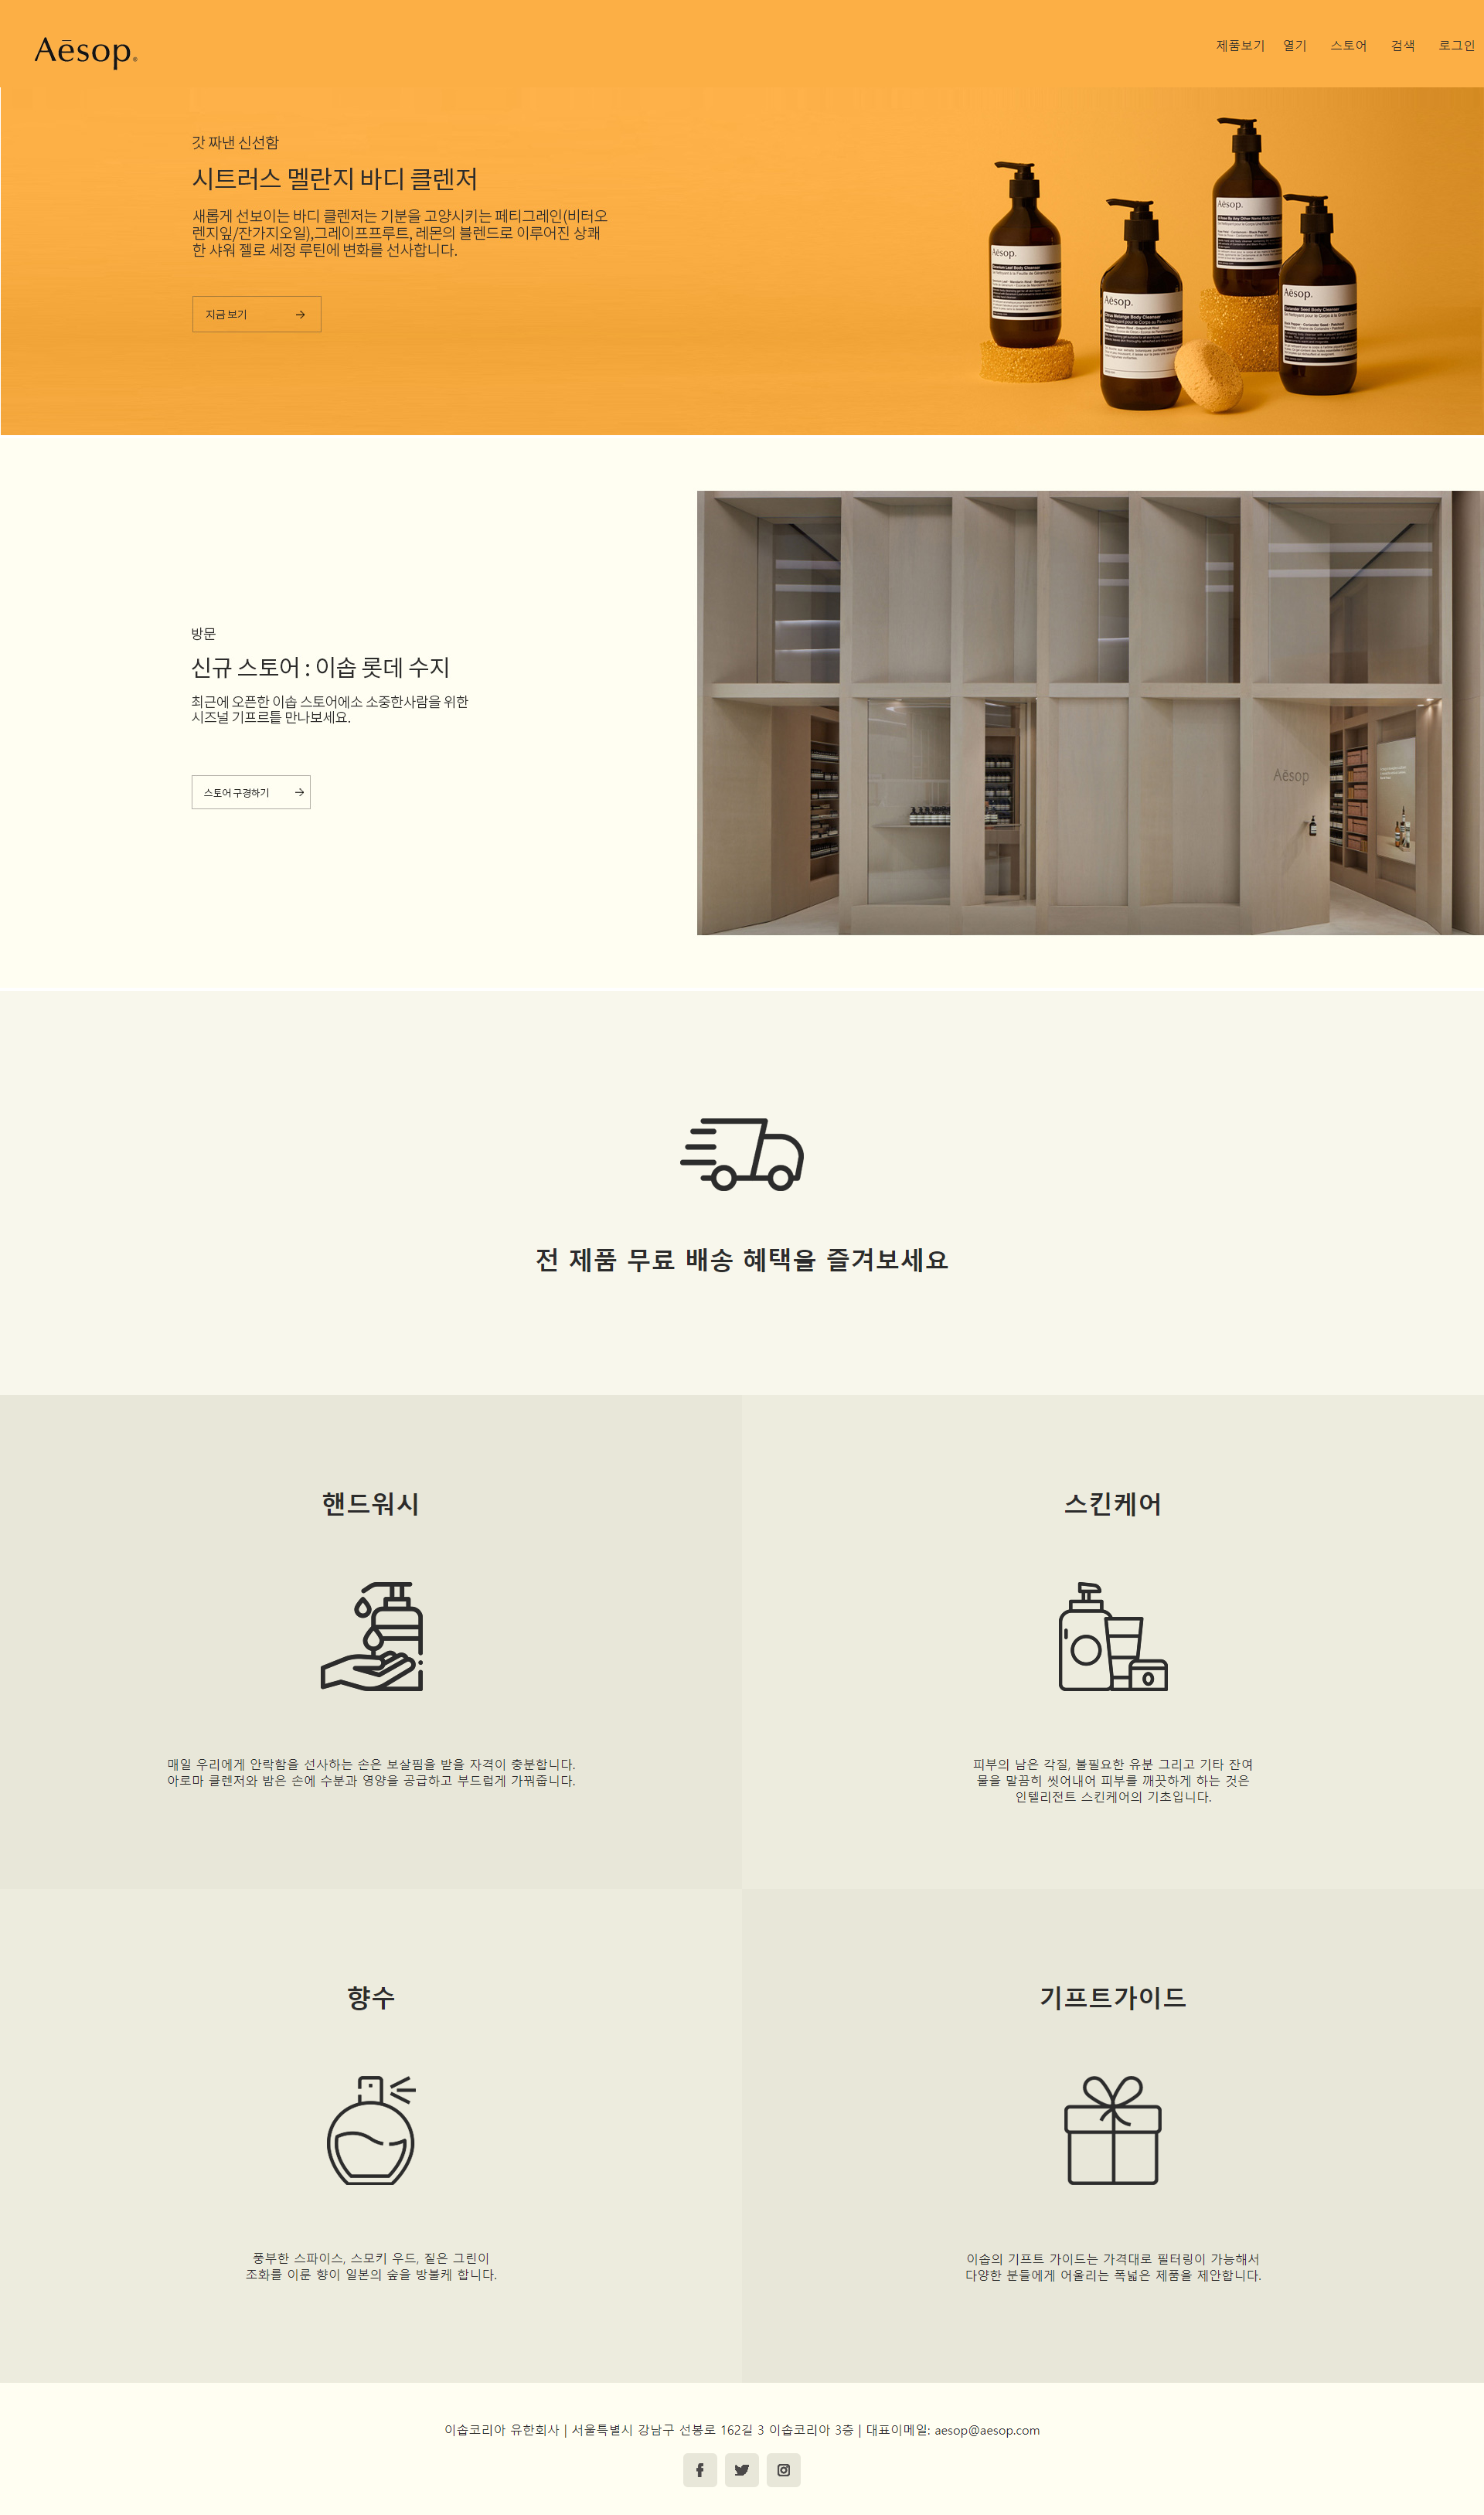 Aēsop.
제품보기 열기 스토어 검색 로그인
갓 짜낸 신선함
시트러스 멜란지 바디 클렌저
새롭게 선보이는 바디 클렌저는 기분을 고양시키는 페티그레인(비터오
렌지잎/잔가지오일),그레이프프루트, 레몬의 블렌드로 이루어진 상쾌
한 샤워 젤로 세정 루틴에 변화를 선사합니다.
지금 보기 →
Aēsop.
Aēsop.
Aēsop.
Aēsop.
Geranium Leaf Body Cleanser
Citrus Melange Body Cleanser
Coriander Seed Body Cleanser
방문
신규 스토어 : 이솝 롯데 수지
최근에 오픈한 이솝 스토어에소 소중한사람을 위한
시즈널 기프르틑 만나보세요.
스토어 구경하기 →
Aēsop
전 제품 무료 배송 혜택을 즐겨보세요
핸드워시
매일 우리에게 안락함을 선사하는 손은 보살핌을 받을 자격이 충분합니다.
아로마 클렌저와 밤은 손에 수분과 영양을 공급하고 부드럽게 가꿔줍니다.
스킨케어
피부의 남은 각질, 불필요한 유분 그리고 기타 잔여
물을 말끔히 씻어내어 피부를 깨끗하게 하는 것은
인텔리전트 스킨케어의 기초입니다.
향수
풍부한 스파이스, 스모키 우드, 짙은 그린이
조화를 이룬 향이 일본의 숲을 방불케 합니다.
기프트가이드
이솝의 기프트 가이드는 가격대로 필터링이 가능해서
다양한 분들에게 어울리는 폭넓은 제품을 제안합니다.
이솝코리아 유한회사 | 서울특별시 강남구 선봉로 162길 3 이솝코리아 3층 | 대표이메일: aesop@aesop.com